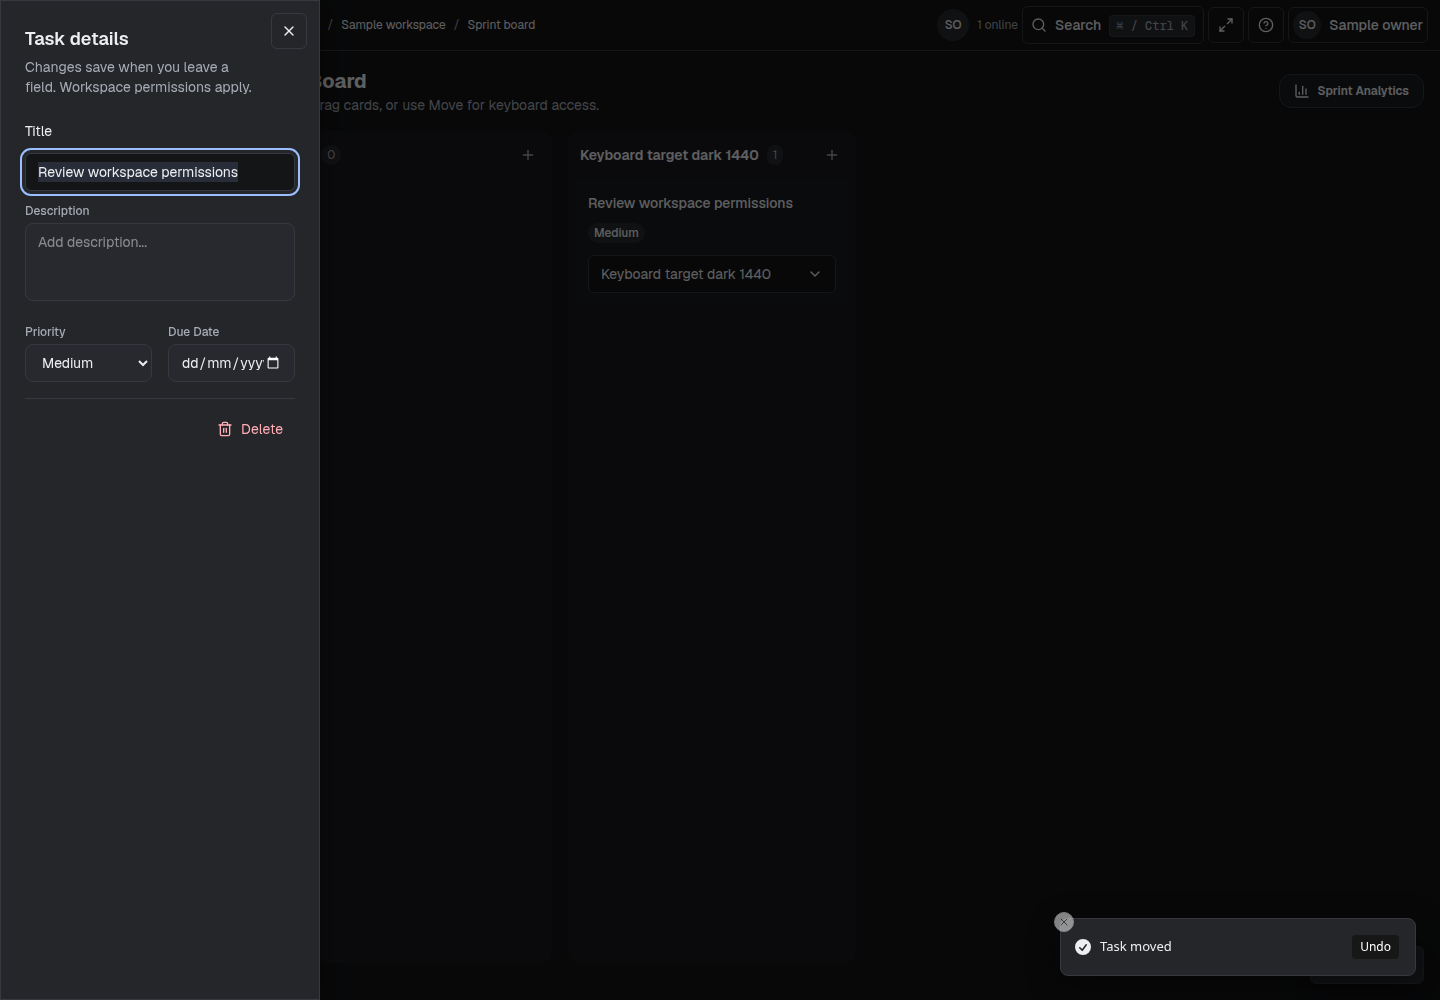 Task details
Changes save when you leave a
field. Workspace permissions apply.
Title
Review workspace permissions
Description
Add description...
Priority
Due Date
Medium
dd/mm/yyy
Delete
/ Sample workspace / Sprint board
SO
1 online
Search
⌘ / Ctrl K
SO
Sample owner
Board
rag cards, or use Move for keyboard access.
Sprint Analytics
0
Keyboard target dark 1440
1
Review workspace permissions
Medium
Keyboard target dark 1440
Task moved
Undo